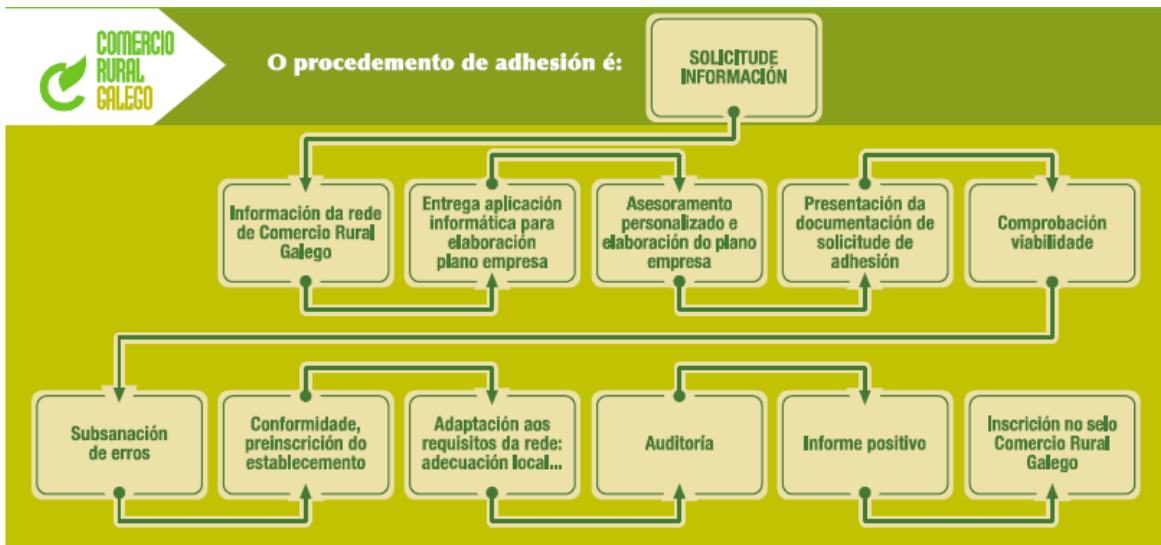 COMERCIO
RURAL
GALEGO
O procedemento de adhesión é:
SOLICITUDE
INFORMACIÓN
Información da rede
de Comercio Rural
Galego
Entrega aplicación
informática para
elaboración
plano empresa
Asesoramento
personalizado e
elaboración do plano
empresa
Presentación da
documentación de
solicitude de
adhesión
Comprobación
viabilidade
Subsanación
de erros
Conformidade,
preinscrición do
establecemento
Adaptación aos
requisitos da rede:
adecuación local...
Auditoría
Informe positivo
Inscrición no selo
Comercio Rural
Galego